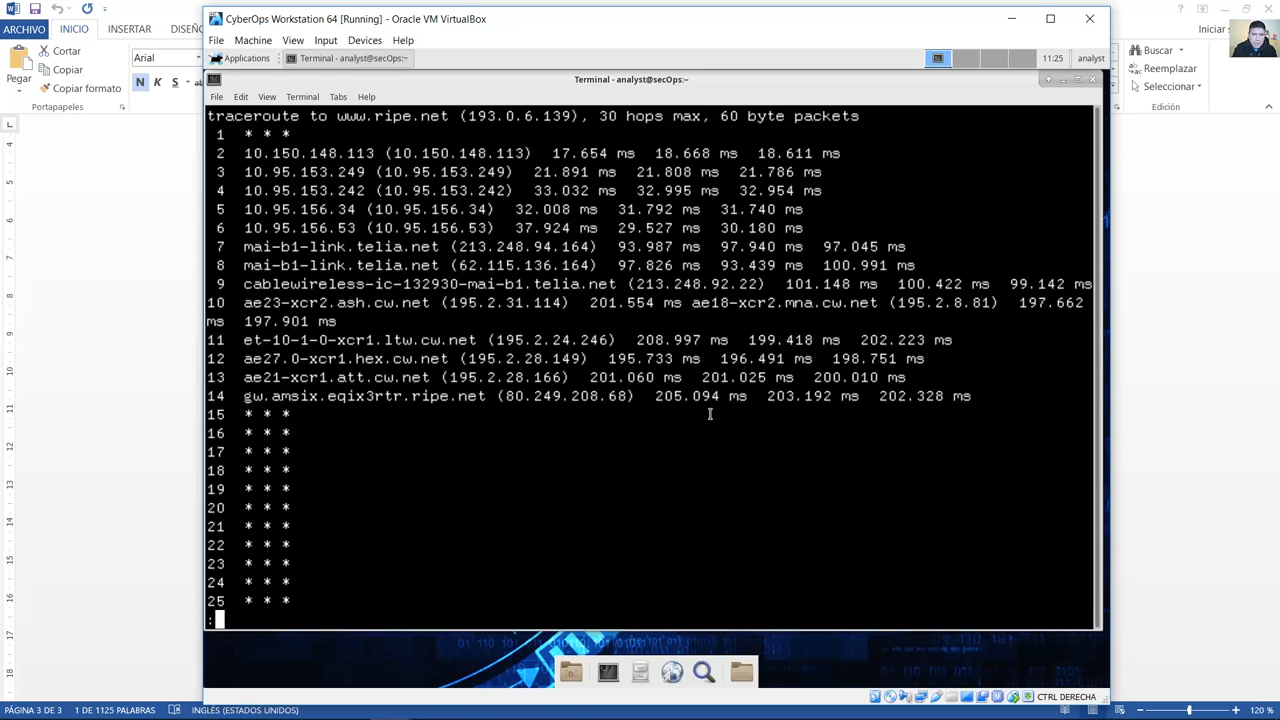 CyberOps Workstation 64 [Running] - Oracle VM VirtualBox
ARCHIVO INICIO INSERTAR DISEÑ
Iniciar s
File Machine View Input Devices Help
Cortar
Copiar
Copiar formato
Pegar
Portapapeles
Arial
N K S
Buscar
Reemplazar
Seleccionar
Edición
Applications Terminal - analyst@secOps:~ 11:25 analyst
Terminal - analyst@secOps:~
File Edit View Terminal Tabs Help
traceroute to www.ripe.net (193.0.6.139), 30 hops max, 60 byte packets
1 * * *
2 10.150.148.113 (10.150.148.113) 17.654 ms 18.668 ms 18.611 ms
3 10.95.153.249 (10.95.153.249) 21.891 ms 21.808 ms 21.786 ms
4 10.95.153.242 (10.95.153.242) 33.032 ms 32.995 ms 32.954 ms
5 10.95.156.34 (10.95.156.34) 32.008 ms 31.792 ms 31.740 ms
6 10.95.156.53 (10.95.156.53) 37.924 ms 29.527 ms 30.180 ms
7 mai-b1-link.telia.net (213.248.94.164) 93.987 ms 97.940 ms 97.045 ms
8 mai-b1-link.telia.net (62.115.136.164) 97.826 ms 93.439 ms 100.991 ms
9 cablewireless-ic-132930-mai-b1.telia.net (213.248.92.22) 101.148 ms 100.422 ms 99.142 ms
10 ae23-xcr2.ash.cw.net (195.2.31.114) 201.554 ms ae18-xcr2.mna.cw.net (195.2.8.81) 197.662
ms 197.901 ms
11 et-10-1-0-xcr1.ltw.cw.net (195.2.24.246) 208.997 ms 199.418 ms 202.223 ms
12 ae27.0-xcr1.hex.cw.net (195.2.28.149) 195.733 ms 196.491 ms 198.751 ms
13 ae21-xcr1.att.cw.net (195.2.28.166) 201.060 ms 201.025 ms 200.010 ms
14 gw.amsix.eqix3rtr.ripe.net (80.249.208.68) 205.094 ms 203.192 ms 202.328 ms
15 * * *
16 * * *
17 * * *
18 * * *
19 * * *
20 * * *
21 * * *
22 * * *
23 * * *
24 * * *
25 * * *
:
CTRL DERECHA
PÁGINA 3 DE 3 1 DE 1125 PALABRAS INGLÉS (ESTADOS UNIDOS) 120 %